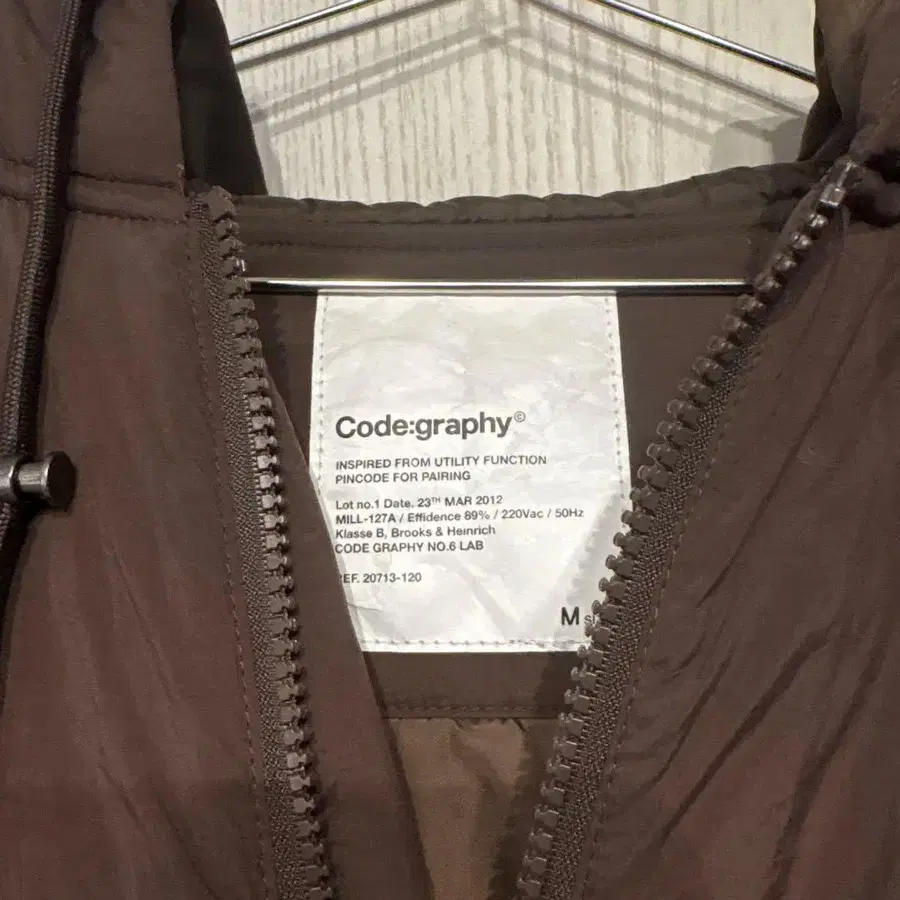 Code:graphy©
INSPIRED FROM UTILITY FUNCTION
PINCODE FOR PAIRING
Lot no.1 Date. 23TH MAR 2012
MILL-127A / Effidence 89% / 220Vac / 50Hz
Klasse B, Brooks & Heinrich
CODE GRAPHY NO.6 LAB
EF. 20713-120
M